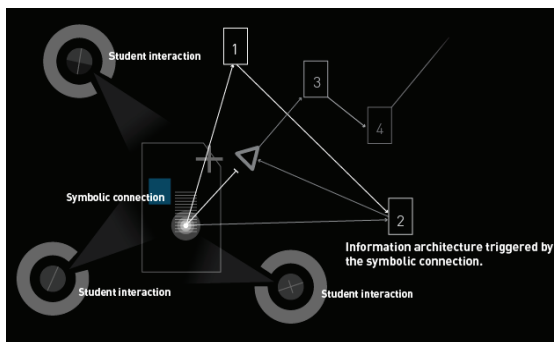 1
Student interaction
3
4
Symbolic connection
2
Information architecture triggered by
the symbolic connection.
Student interaction
Student interaction